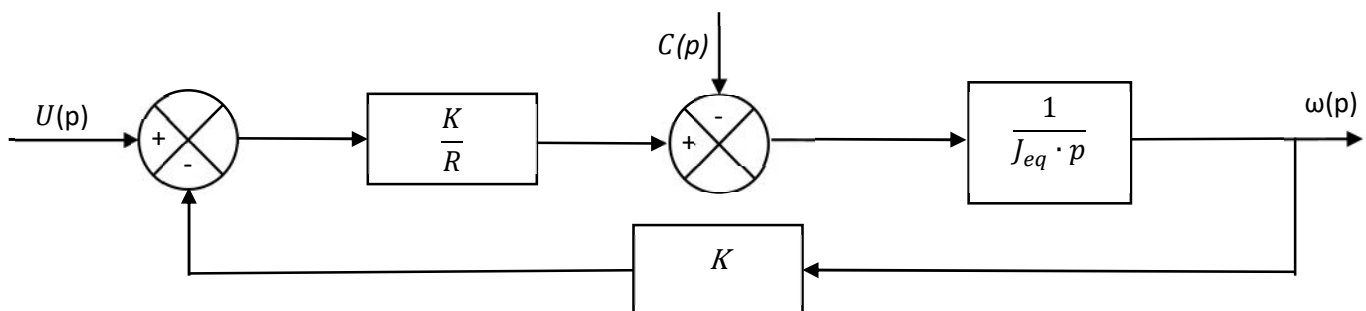 C(p)
U(p)
+
-
K
R
-
+
1
J_eq · p
ω(p)
K